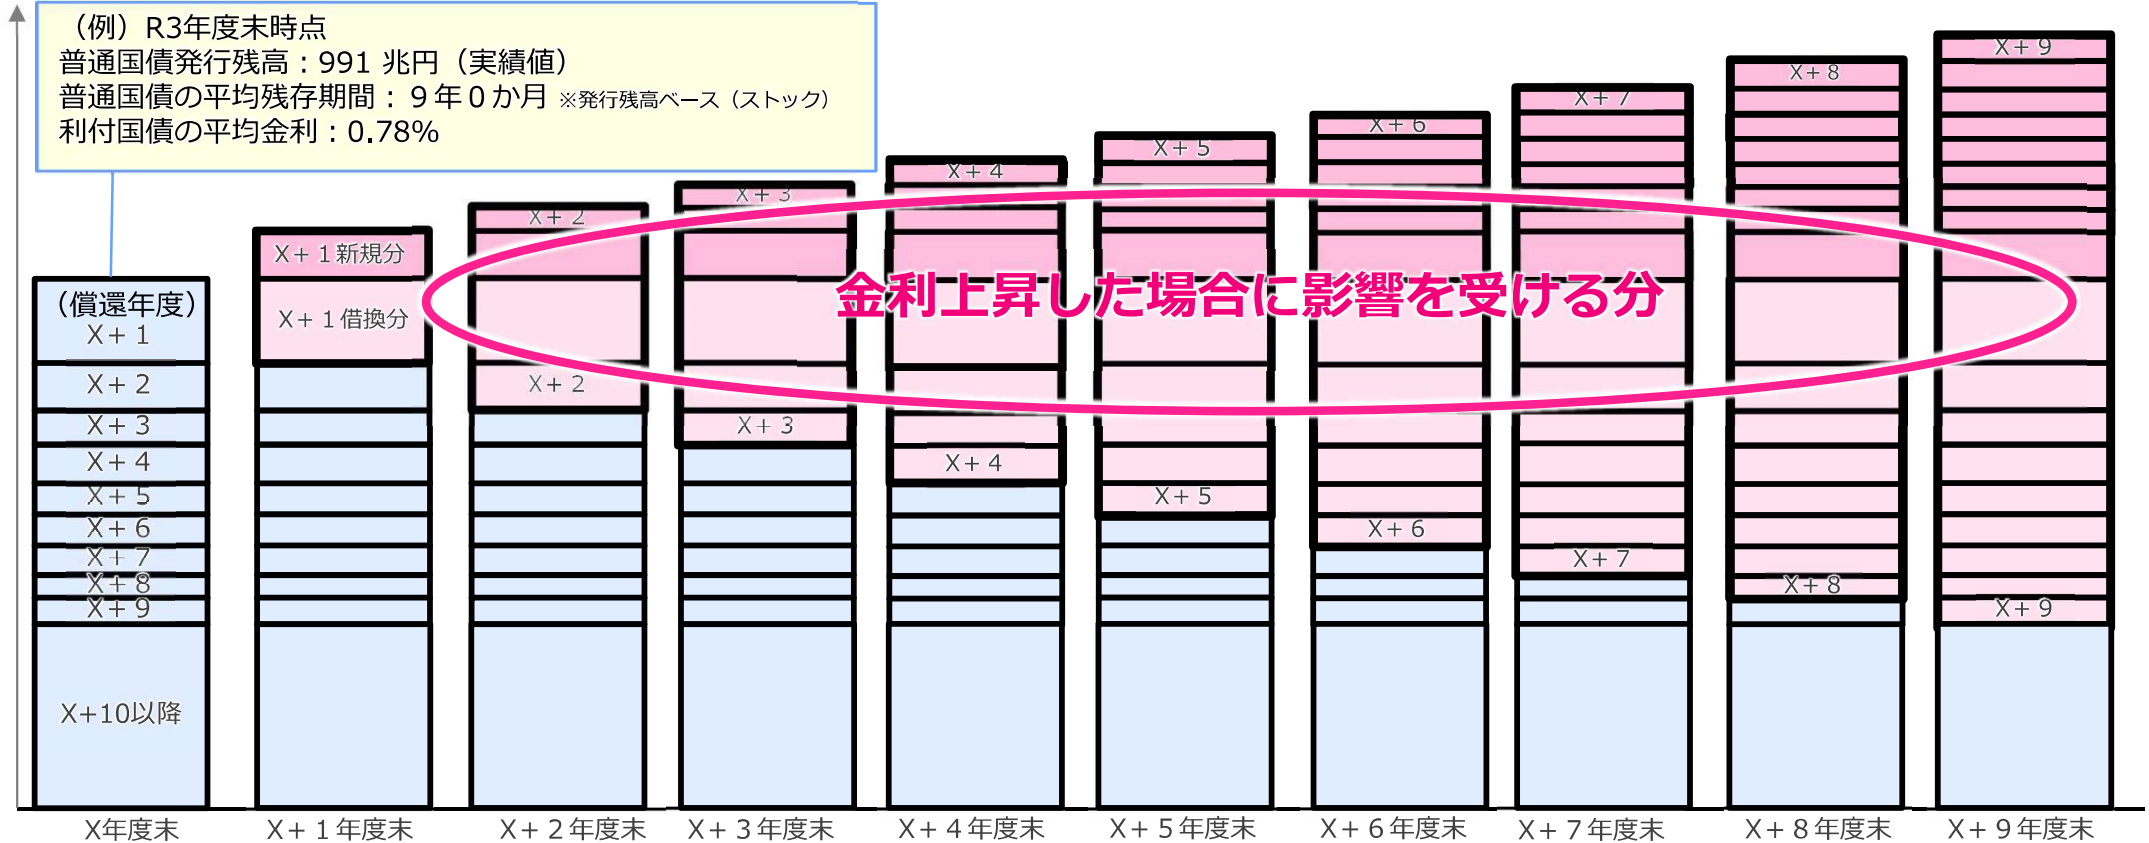 （例）R3年度末時点
普通国債発行残高：991 兆円（実績値）
普通国債の平均残存期間：９年０か月 ※発行残高ベース（ストック）
利付国債の平均金利：0.78%
（償還年度）
X+１
X+２
X+３
X+４
X+５
X+６
X+７
X+８
X+９
X+10以降
X+１新規分
X+１借換分
X+２
X+２
X+３
X+３
X+４
X+４
X+５
X+５
X+６
X+６
X+７
X+７
X+８
X+８
X+９
X+９
金利上昇した場合に影響を受ける分
X年度末
X+１年度末
X+２年度末
X+３年度末
X+４年度末
X+５年度末
X+６年度末
X+７年度末
X+８年度末
X+９年度末